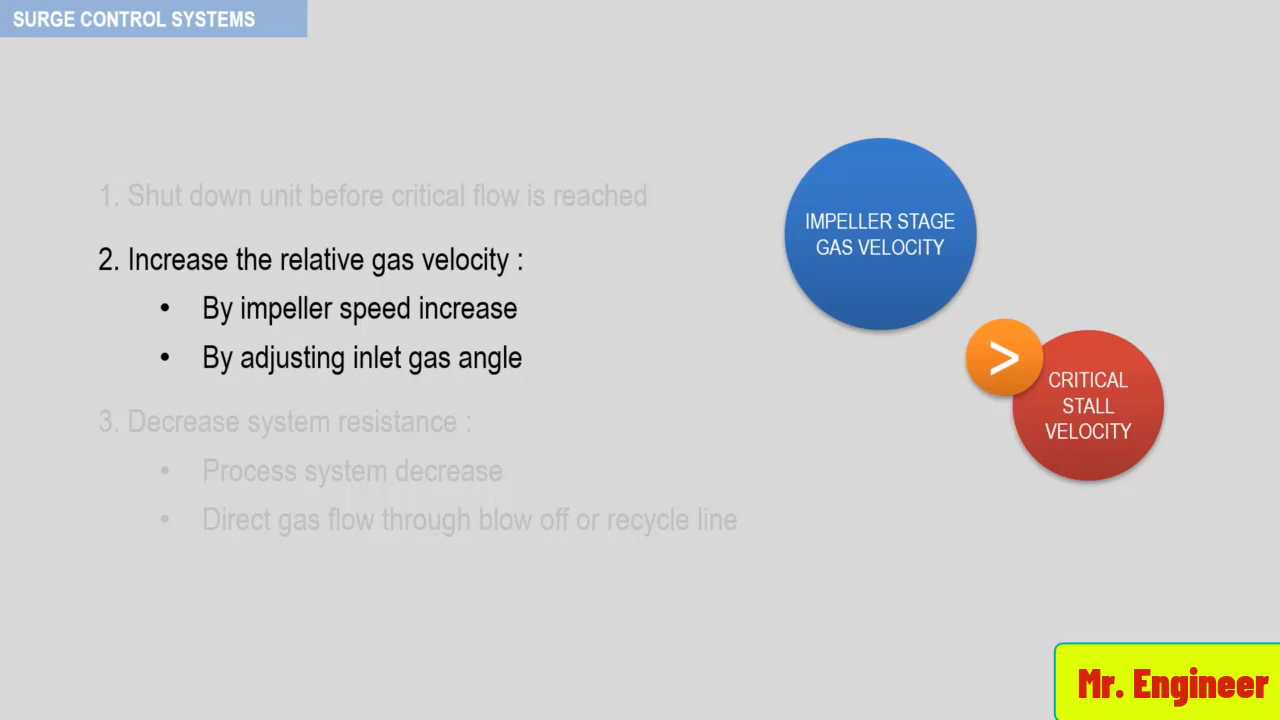 SURGE CONTROL SYSTEMS
1. Shut down unit before critical flow is reached
2. Increase the relative gas velocity :
• By impeller speed increase
• By adjusting inlet gas angle
3. Decrease system resistance :
• Process system decrease
• Direct gas flow through blow off or recycle line
IMPELLER STAGE
GAS VELOCITY
>
CRITICAL
STALL
VELOCITY
Mr. Engineer